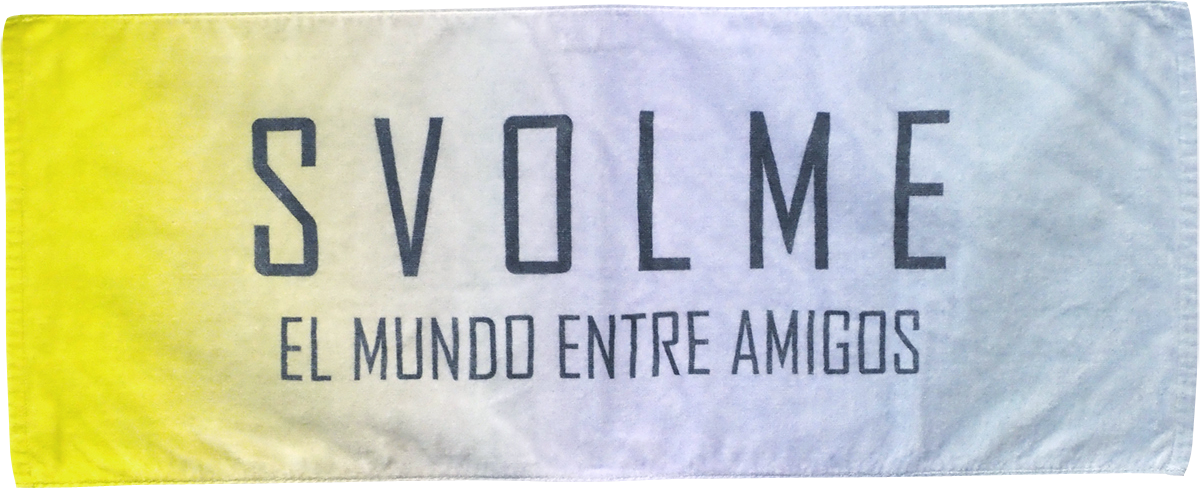 SVOLME
EL MUNDO ENTRE AMIGOS